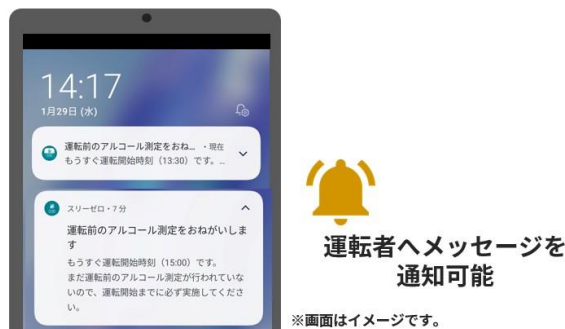 14:17
1月29日 (水)
運転前のアルコール測定をおね... ・現在
もうすぐ運転開始時刻（13:30）です。...
スリーゼロ・7 分
運転前のアルコール測定をおねがいしま
す
もうすぐ運転開始時刻（15:00）です。
まだ運転前のアルコール測定が行われていな
いので、運転開始までに必ず実施してくださ
い。
運転者へメッセージを
通知可能
※画面はイメージです。